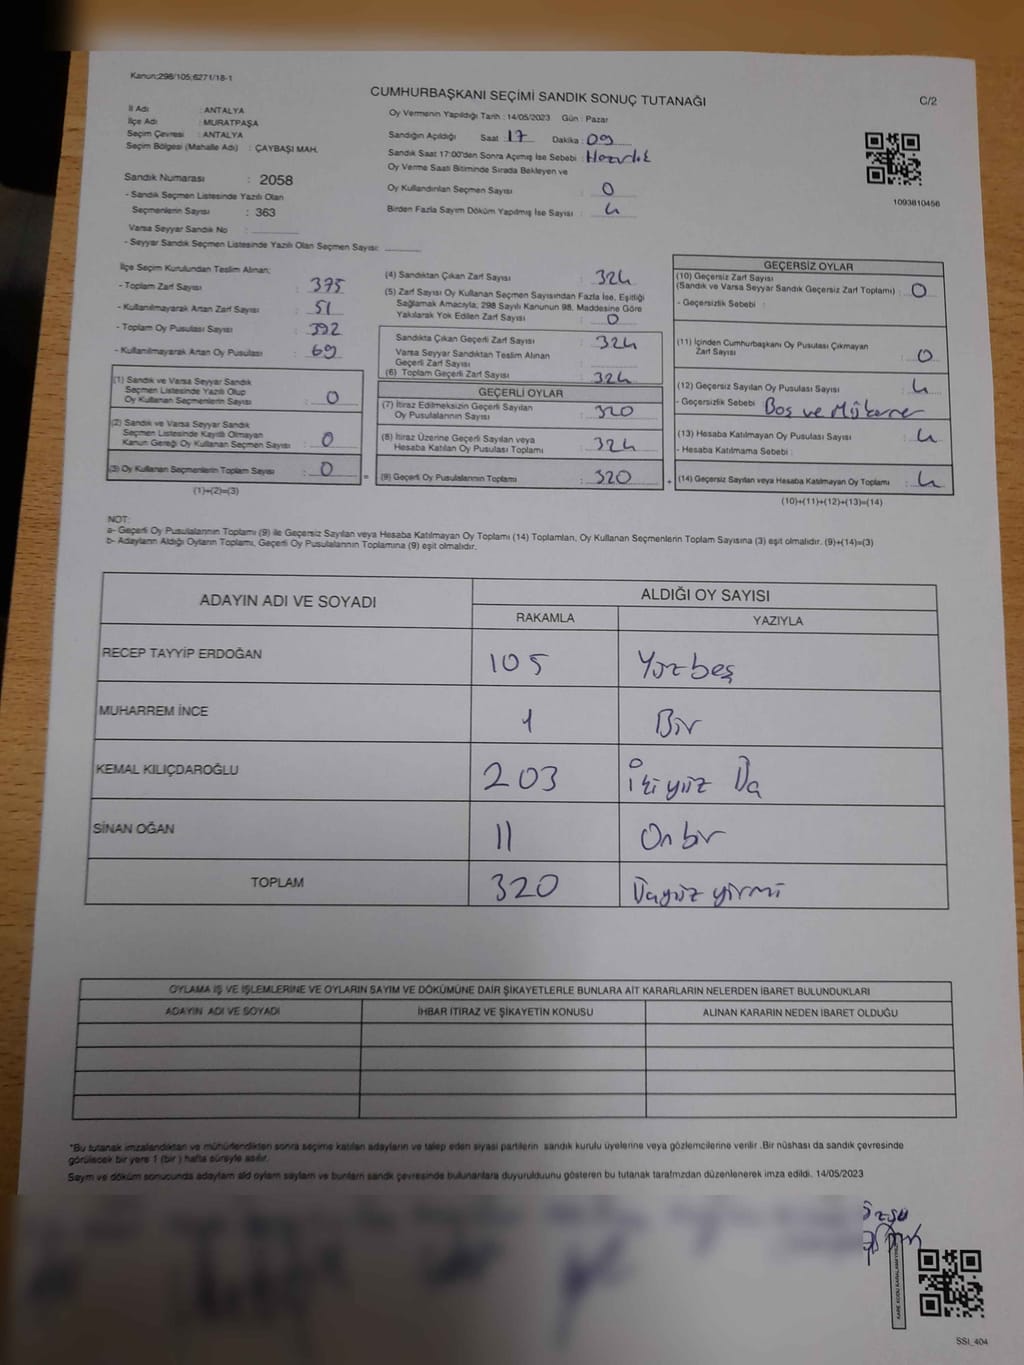 Kanun;298/105;6271/18-1
CUMHURBAŞKANI SEÇİMİ SANDIK SONUÇ TUTANAĞI
C/2
İl Adı : ANTALYA
İlçe Adı : MURATPAŞA
Seçim Çevresi : ANTALYA
Seçim Bölgesi (Mahalle Adı) : ÇAYBAŞI MAH.
Sandık Numarası : 2058
- Sandık Seçmen Listesinde Yazılı Olan
Seçmenlerin Sayısı : 363
Varsa Seyyar Sandık No :
- Seyyar Sandık Seçmen Listesinde Yazılı Olan Seçmen Sayısı:
Oy Vermenin Yapıldığı Tarih : 14/05/2023 Gün : Pazar
Sandığın Açıldığı Saat : 17 Dakika : 09
Sandık Saat 17:00'den Sonra Açımış İse Sebebi : Hazırlık
Oy Verme Saati Bitiminde Sırada Bekleyen ve
Oy Kullandırılan Seçmen Sayısı : 0
Birden Fazla Sayım Döküm Yapılmış İse Sayısı : 4
1093810456
İlçe Seçim Kurulundan Teslim Alınan;
- Toplam Zarf Sayısı : 375
- Kullanılmayarak Artan Zarf Sayısı : 51
- Toplam Oy Pusulası Sayısı : 392
- Kullanılmayarak Artan Oy Pusulası : 69
(1) Sandık ve Varsa Seyyar Sandık
Seçmen Listesinde Yazılı Olup
Oy Kullanan Seçmenlerin Sayısı : 0
(2) Sandık ve Varsa Seyyar Sandık
Seçmen Listesinde Kayıtlı Olmayan
Kanun Gereği Oy Kullanan Seçmen Sayısı : 0
(3) Oy Kullanan Seçmenlerin Toplam Sayısı : 0
(1)+(2)=(3)
(4) Sandıktan Çıkan Zarf Sayısı : 324
(5) Zarf Sayısı Oy Kullanan Seçmen Sayısından Fazla İse, Eşitliği
Sağlamak Amacıyla; 298 Sayılı Kanunun 98. Maddesine Göre
Yakılarak Yok Edilen Zarf Sayısı : 0
Sandıkta Çıkan Geçerli Zarf Sayısı : 324
Varsa Seyyar Sandıktan Teslim Alınan
Geçerli Zarf Sayısı :
(6) Toplam Geçerli Zarf Sayısı : 324
GEÇERLİ OYLAR
(7) İtiraz Edilmeksizin Geçerli Sayılan
Oy Pusulalarının Sayısı : 320
(8) İtiraz Üzerine Geçerli Sayılan veya
Hesaba Katılan Oy Pusulası Toplamı : 324
(9) Geçerli Oy Pusulalarının Toplamı : 320
GEÇERSİZ OYLAR
(10) Geçersiz Zarf Sayısı
(Sandık ve Varsa Seyyar Sandık Geçersiz Zarf Toplamı) : 0
- Geçersizlik Sebebi :
(11) İçinden Cumhurbaşkanı Oy Pusulası Çıkmayan
Zarf Sayısı : 0
(12) Geçersiz Sayılan Oy Pusulası Sayısı : 4
- Geçersizlik Sebebi : Boş ve Mükerrer
(13) Hesaba Katılmayan Oy Pusulası Sayısı : 4
- Hesaba Katılmama Sebebi :
(14) Geçersiz Sayılan veya Hesaba Katılmayan Oy Toplamı : 4
(10)+(11)+(12)+(13)=(14)
NOT:
a- Geçerli Oy Pusulalarının Toplamı (9) ile Geçersiz Sayılan veya Hesaba Katılmayan Oy Toplamı (14) Toplamları, Oy Kullanan Seçmenlerin Toplam Sayısına (3) eşit olmalıdır. (9)+(14)=(3)
b- Adayların Aldığı Oyların Toplamı, Geçerli Oy Pusulalarının Toplamına (9) eşit olmalıdır.
ADAYIN ADI VE SOYADI
ALDIĞI OY SAYISI
RAKAMLA YAZIYLA
RECEP TAYYİP ERDOĞAN 105 Yüzbeş
MUHARREM İNCE 1 Bir
KEMAL KILIÇDAROĞLU 203 İkiyüz Üç
SİNAN OĞAN 11 Onbir
TOPLAM 320 Üçyüz yirmi
OYLAMA İŞ VE İŞLEMLERİNE VE OYLARIN SAYIM VE DÖKÜMÜNE DAİR ŞİKAYETLERLE BUNLARA AİT KARARLARIN NELERDEN İBARET BULUNDUKLARI
ADAYIN ADI VE SOYADI İHBAR İTİRAZ VE ŞİKAYETİN KONUSU ALINAN KARARIN NEDEN İBARET OLDUĞU
*Bu tutanak imzalandıktan ve mühürlendikten sonra seçime katılan adayların ve talep eden siyasi partilerin sandık kurulu üyelerine veya gözlemcilerine verilir .Bir nüshası da sandık çevresinde
görülecek bir yere 1 (bir ) hafta süreyle asılır.
Sayım ve döküm sonucunda adaylarn aldı oylarn saylarn ve bunlarn sandk çevresinde bulunanlara duyurulduunu gösteren bu tutanak tarafmzdan düzenlenerek imza edildi. 14/05/2023
SSI_404